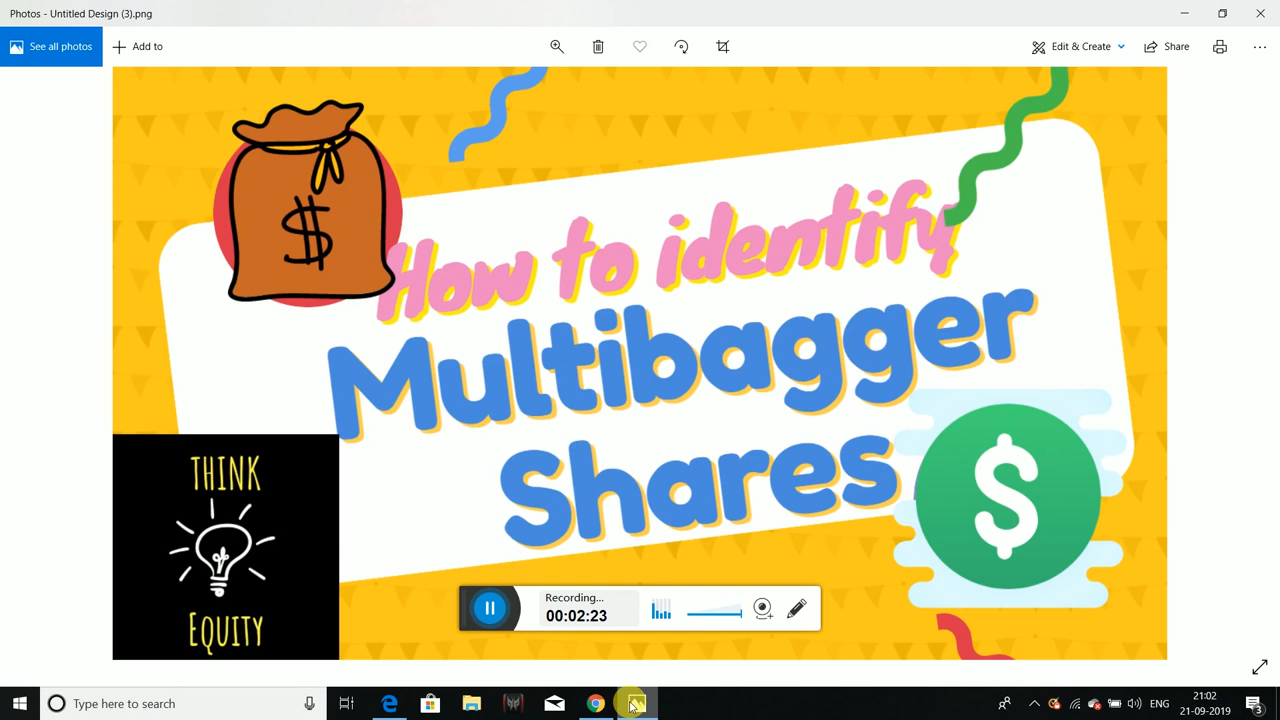 Photos - Untitled Design (3).png
See all photos
Add to
Edit & Create
Share
$
How to identify
Multibagger
Shares
$
THINK
EQUITY
Recording...
00:02:23
Type here to search
ENG
21:02
21-09-2019
3